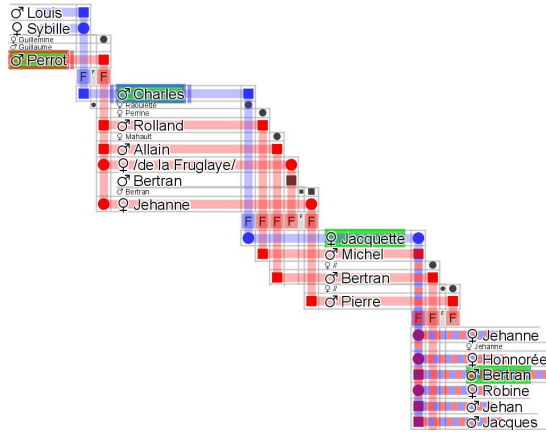 ♂ Louis
♀ Sybille
♀ Guillemine
♂ Guillaume
♂ Perrot
F F F
♂ Charles
♀ Raoulette
♀ Perrine
♂ Rolland
♀ Mahault
♂ Allain
♀ /de la Fruglaye/
♂ Bertran
♂ Bertran
♀ Jehanne
F F F F F F
♀ Jacquette
♂ Michel
♀ //
♂ Bertran
♀ //
♂ Pierre
F F F F
♀ Jehanne
♀ Jehanne
♀ Honnorée
♂ Bertran
♀ Robine
♂ Jehan
♂ Jacques